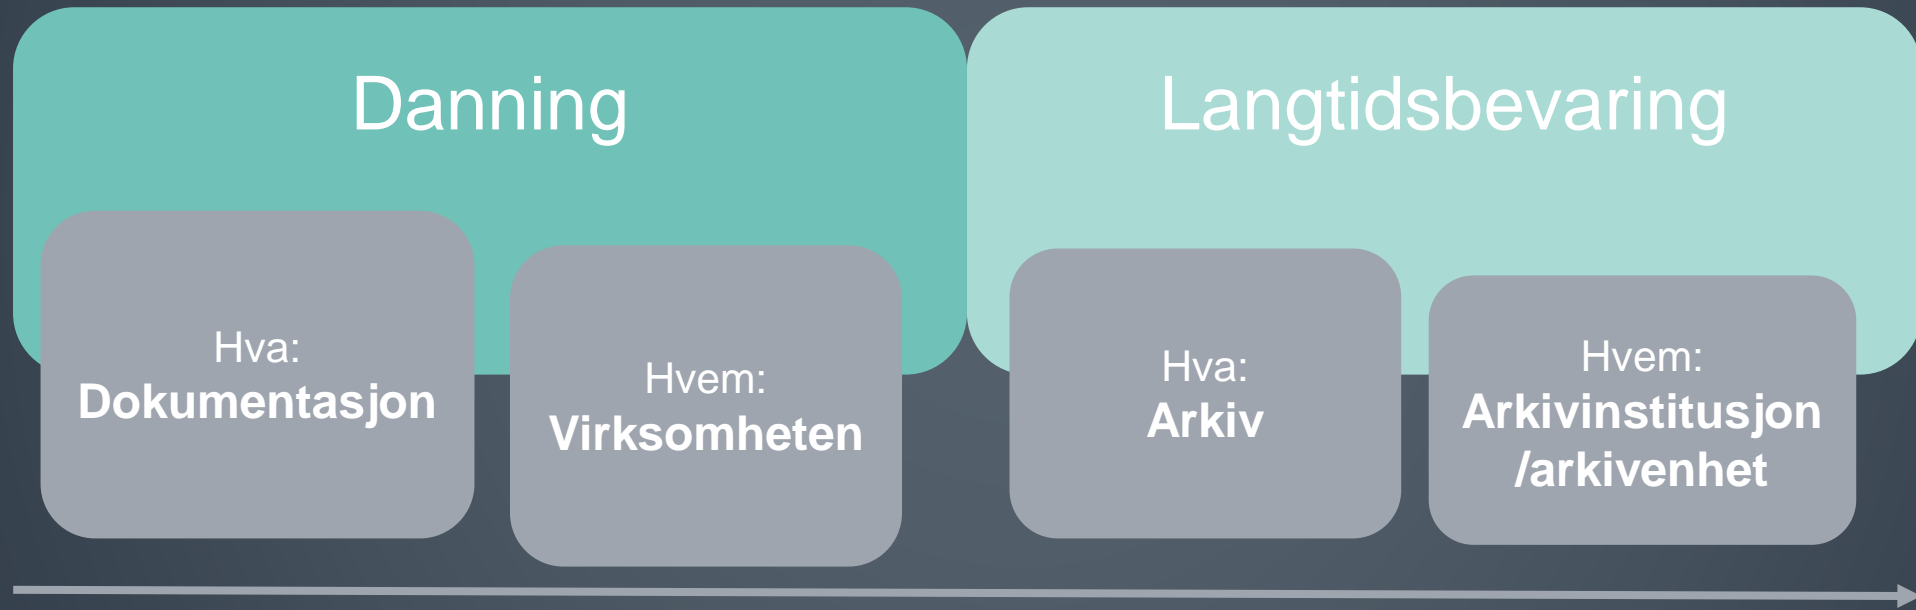 Danning
Hva:
Dokumentasjon
Hvem:
Virksomheten
Langtidsbevaring
Hva:
Arkiv
Hvem:
Arkivinstitusjon
/arkivenhet